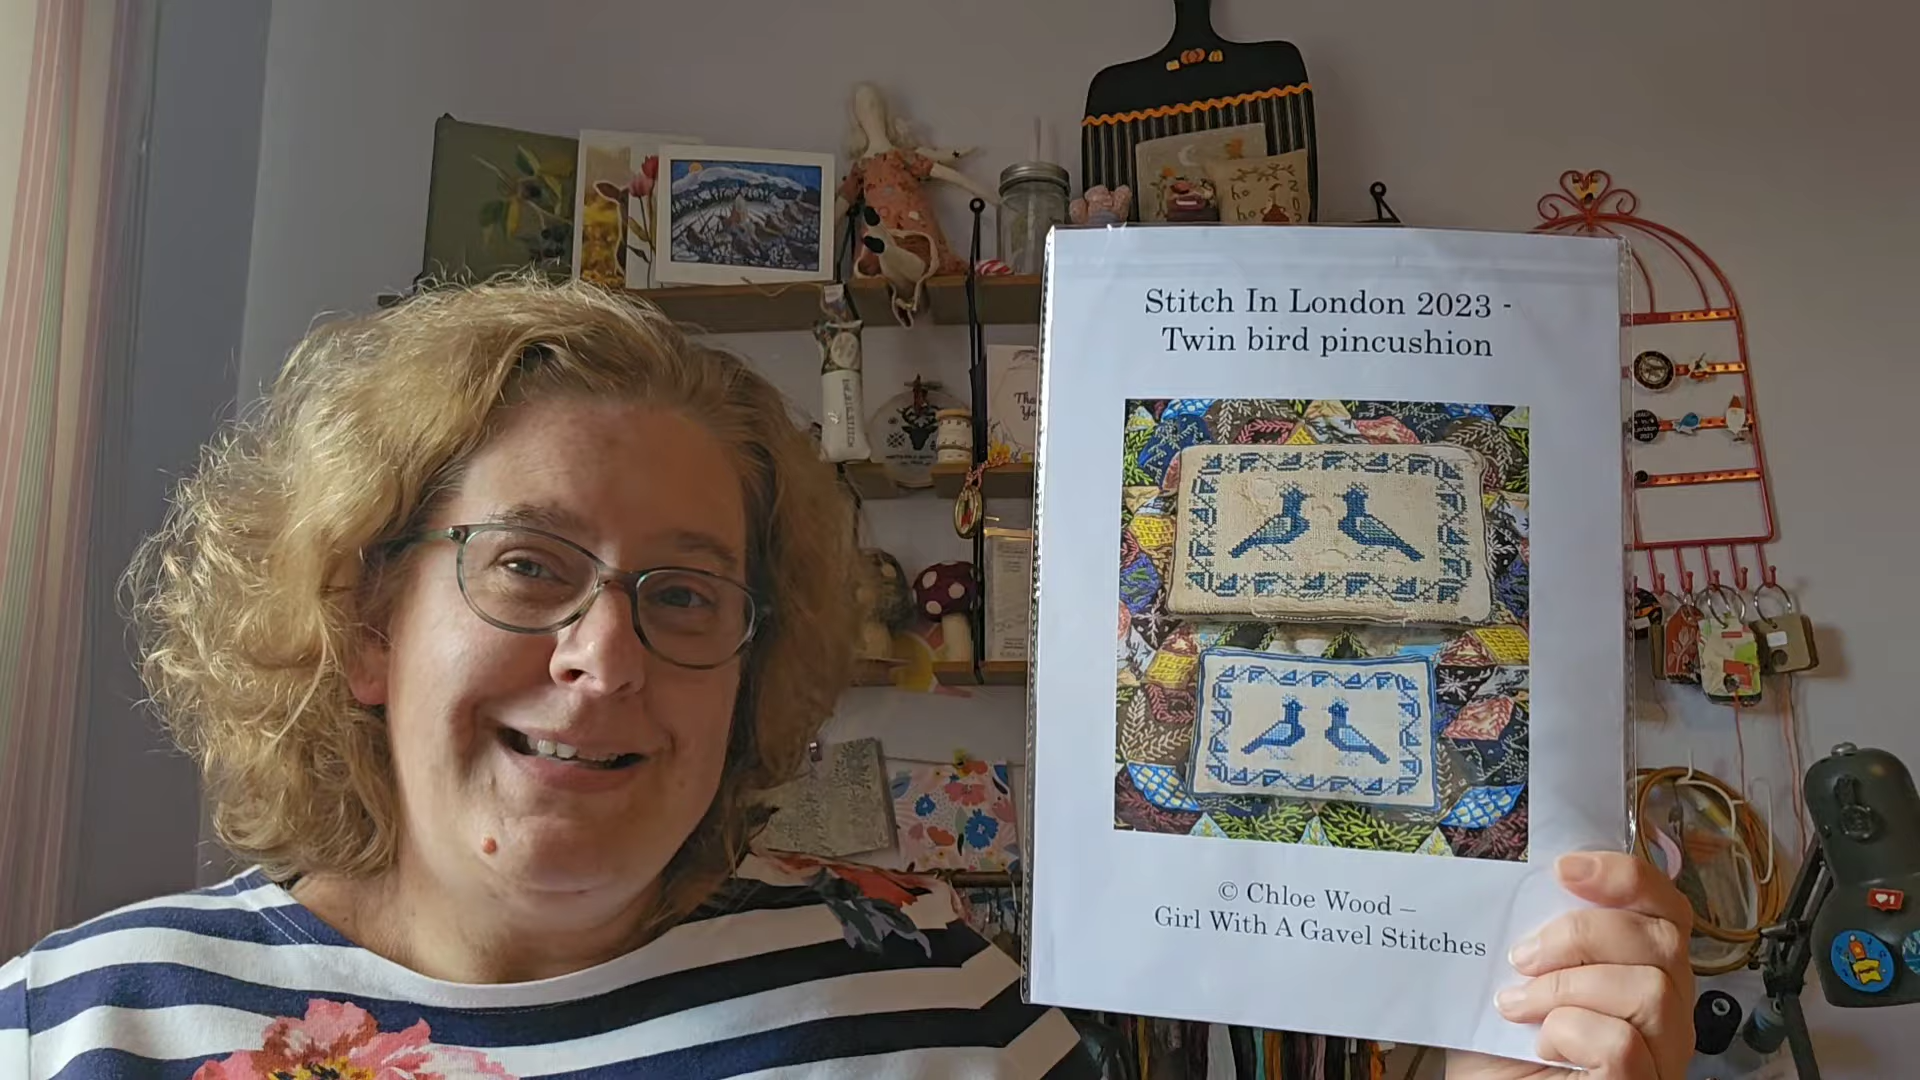 Stitch In London 2023 -
Twin bird pincushion
© Chloe Wood –
Girl With A Gavel Stitches